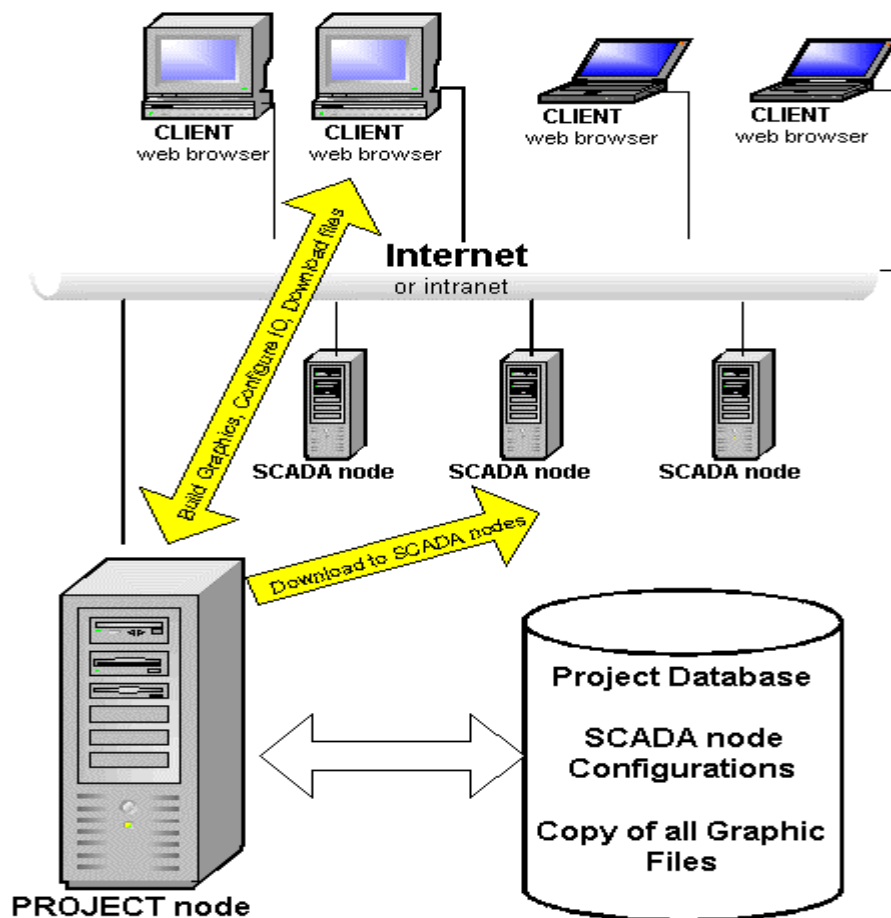 CLIENT
web browser
CLIENT
web browser
CLIENT
web browser
CLIENT
web browser
Internet
or intranet
Build Graphics, Configure IO, Download files
SCADA node
SCADA node
SCADA node
Download to SCADA nodes
Project Database
SCADA node
Configurations
Copy of all Graphic
Files
PROJECT node